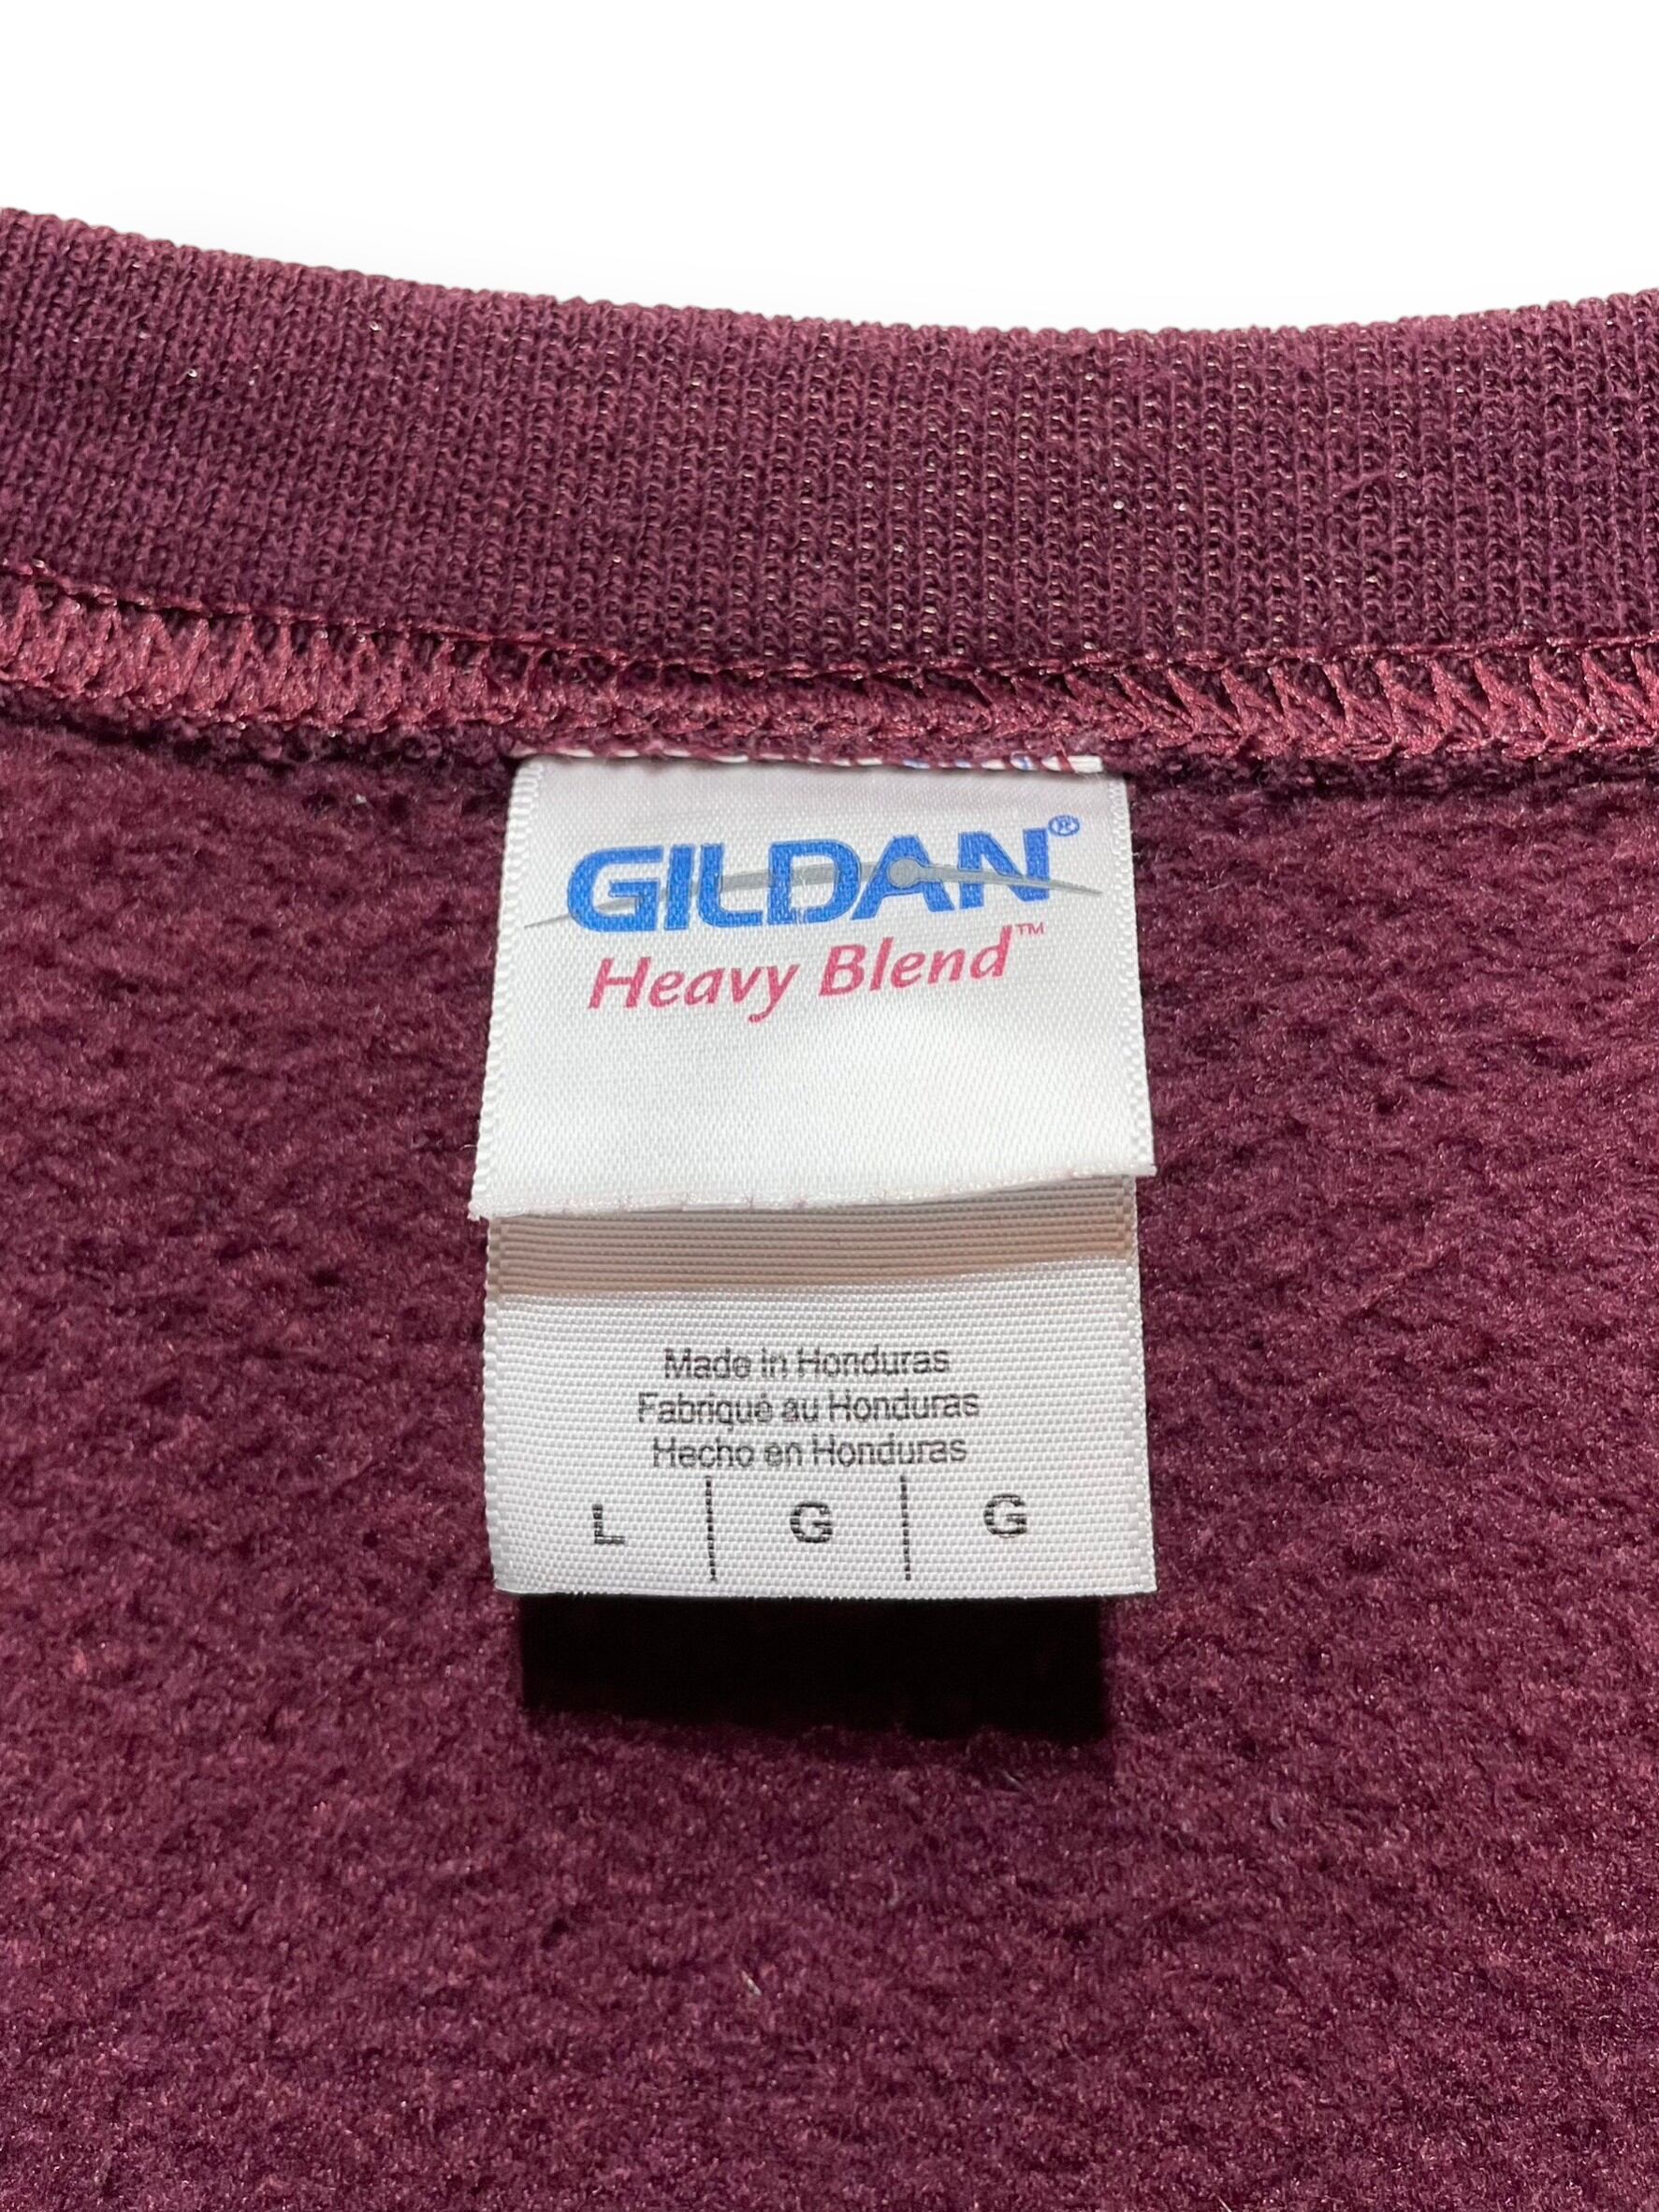 GILDAN®
Heavy Blend™
Made in Honduras
Fabriqué au Honduras
Hecho en Honduras
L | G | G